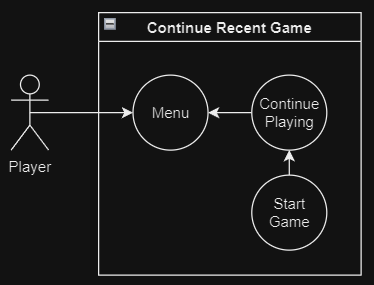 Continue Recent Game
Menu
Continue
Playing
Player
Start
Game